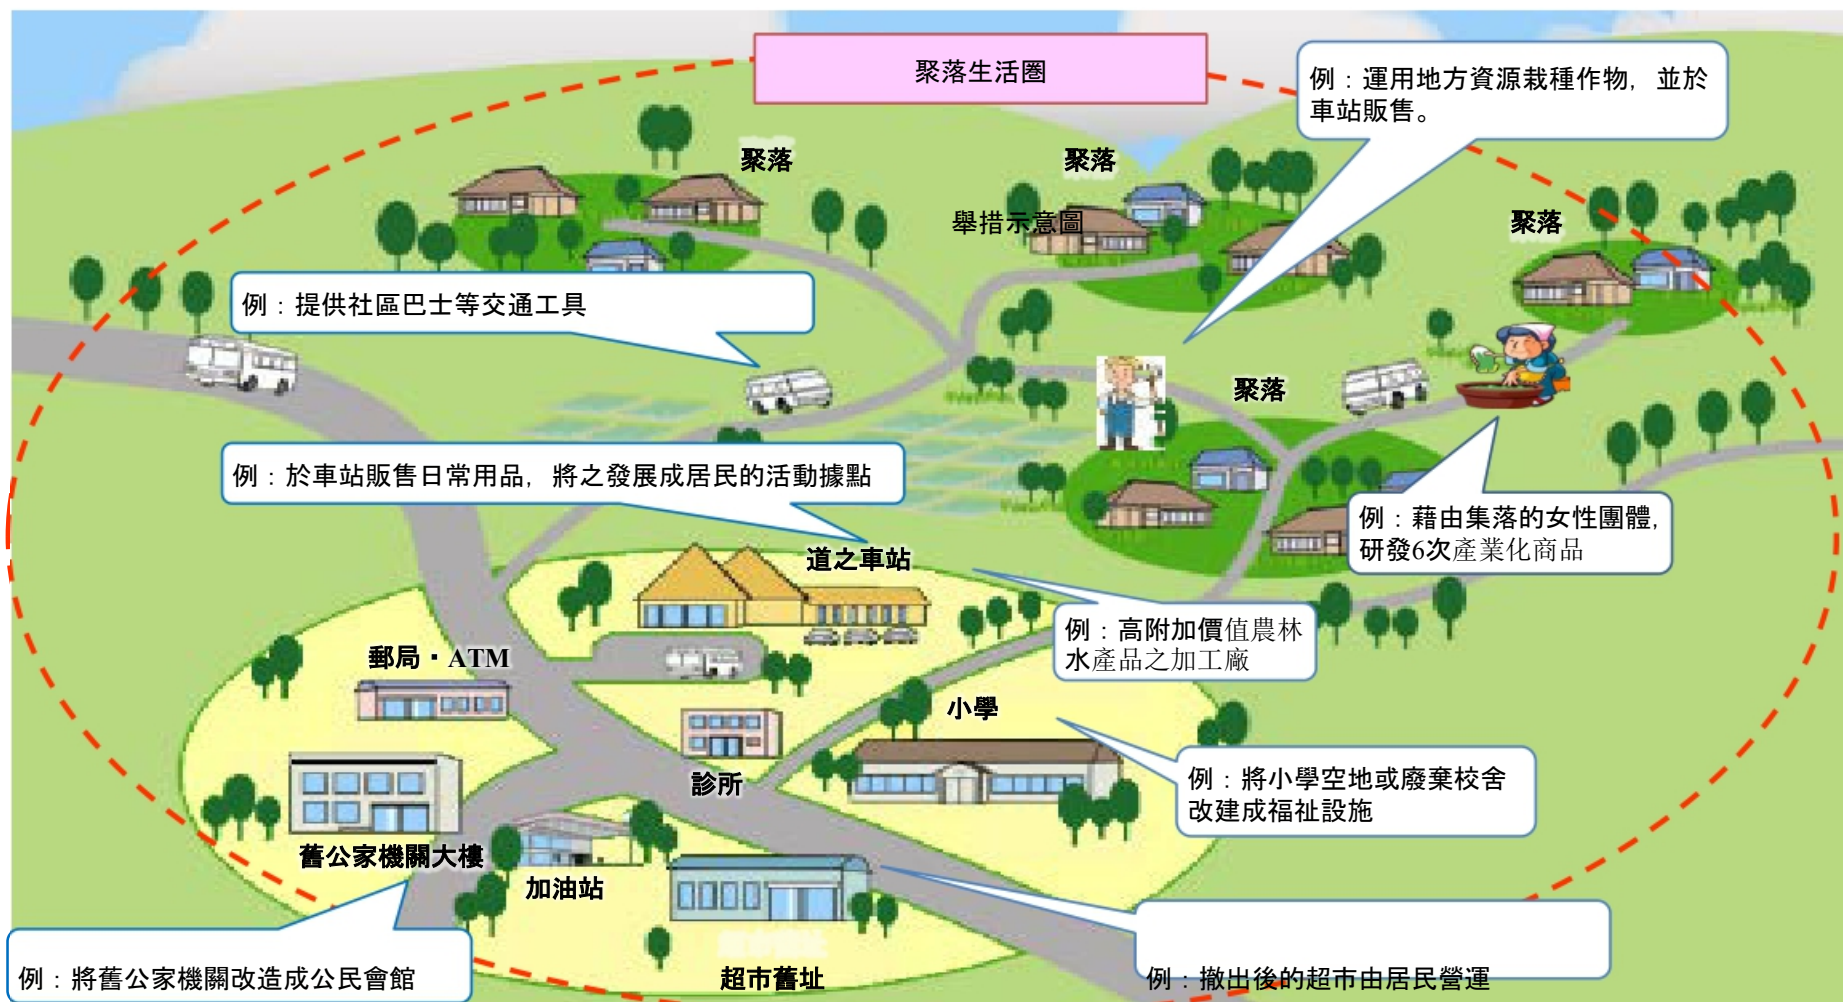 聚落生活圈
例：運用地方資源栽種作物，並於
車站販售。
聚落
聚落
聚落
舉措示意圖
例：提供社區巴士等交通工具
聚落
例：於車站販售日常用品，將之發展成居民的活動據點
例：藉由集落的女性團體，
研發6次產業化商品
道之車站
例：高附加價值農林
水產品之加工廠
郵局・ATM
小學
診所
例：將小學空地或廢棄校舍
改建成福祉設施
舊公家機關大樓
加油站
超市舊址
例：將舊公家機關改造成公民會館
例：撤出後的超市由居民營運